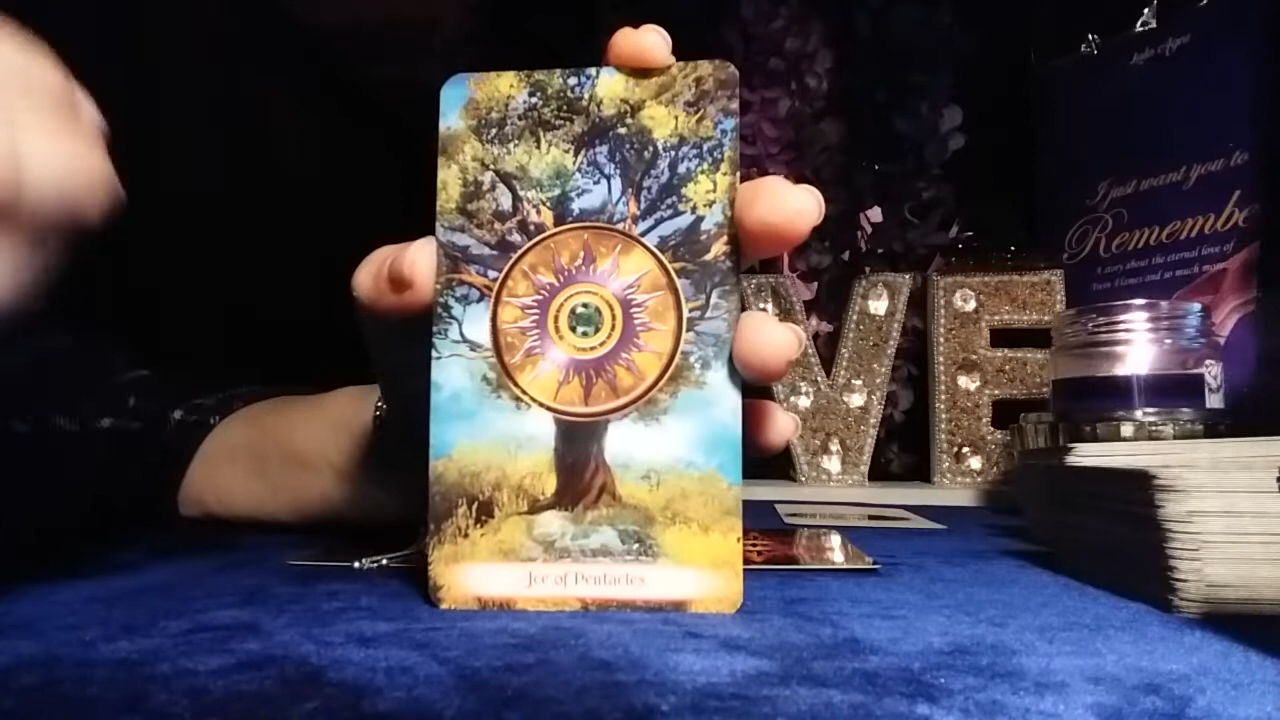 Ace of Pentacles
VE
I just want you to
Remembe
A story about the eternal love of
Twin Flames and so much more